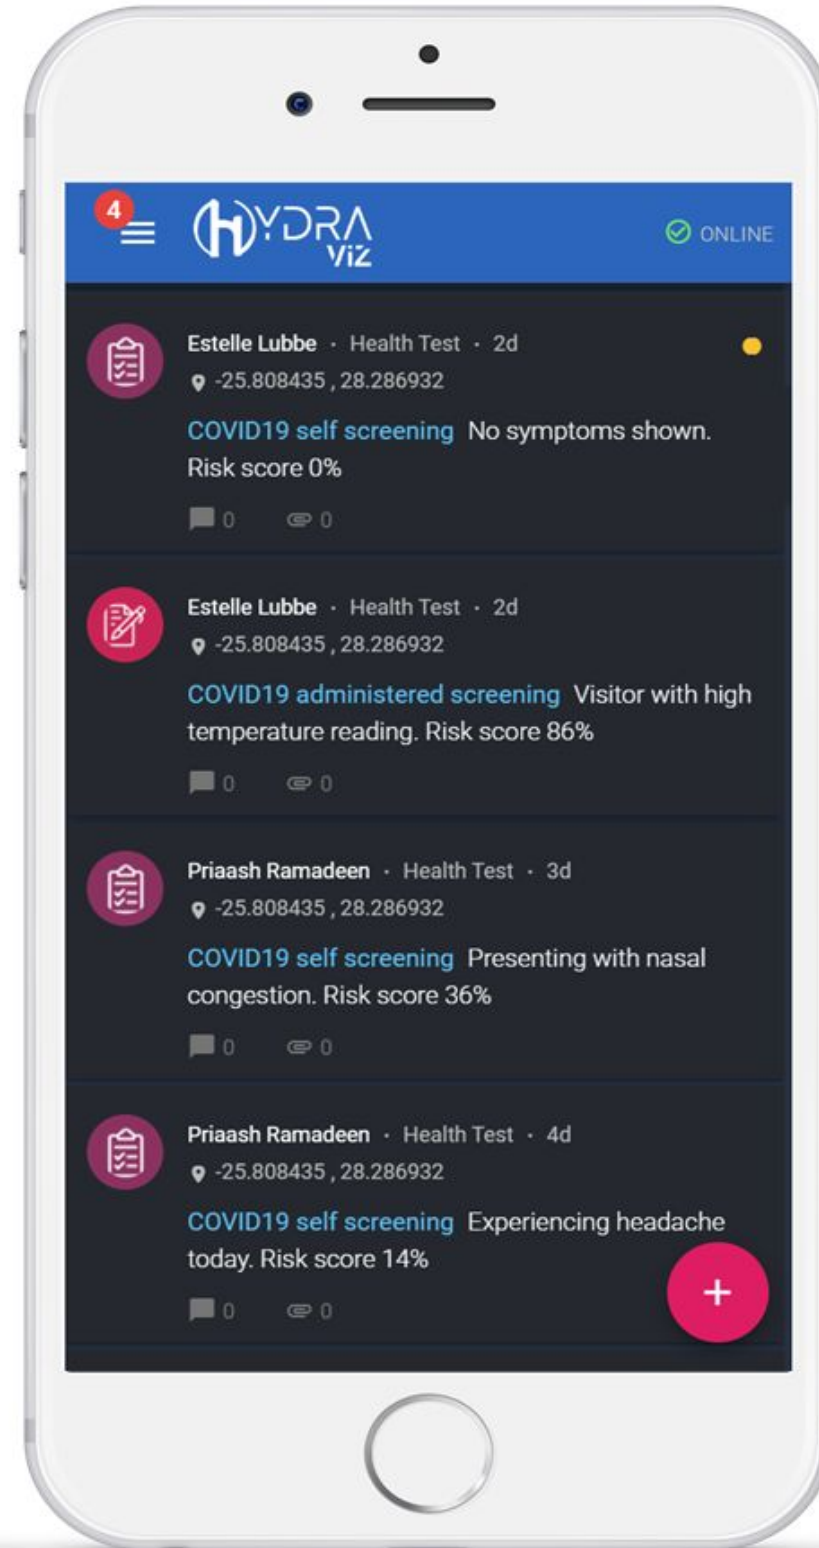 4
HYDRA
ViZ
ONLINE
Estelle Lubbe · Health Test · 2d
-25.808435 , 28.286932
COVID19 self screening No symptoms shown.
Risk score 0%
0 0
Estelle Lubbe · Health Test · 2d
-25.808435 , 28.286932
COVID19 administered screening Visitor with high
temperature reading. Risk score 86%
0 0
Priaash Ramadeen · Health Test · 3d
-25.808435 , 28.286932
COVID19 self screening Presenting with nasal
congestion. Risk score 36%
0 0
Priaash Ramadeen · Health Test · 4d
-25.808435 , 28.286932
COVID19 self screening Experiencing headache
today. Risk score 14%
0 0
+